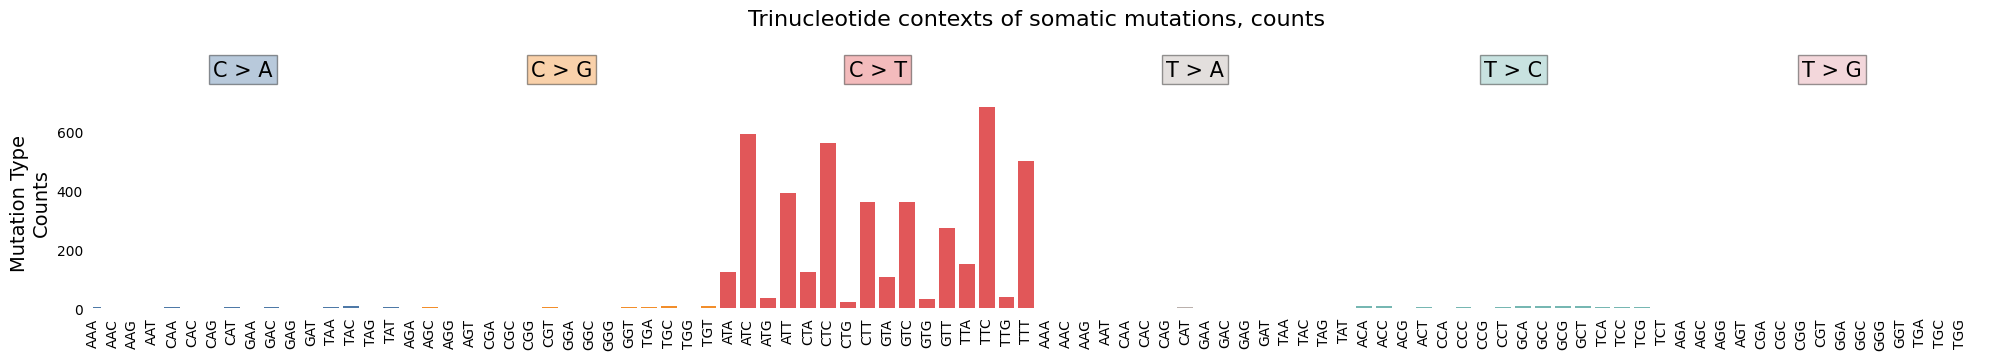 Trinucleotide contexts of somatic mutations, counts
C > A C > G C > T T > A T > C T > G
Mutation Type
Counts
600
400
200
0
AAA AAC AAG AAT CAA CAC CAG CAT GAA GAC GAG GAT TAA TAC TAG TAT AGA AGC AGG AGT CGA CGC CGG CGT GGA GGC GGG GGT TGA TGC TGG TGT ATA ATC ATG ATT CTA CTC CTG CTT GTA GTC GTG GTT TTA TTC TTG TTT AAA AAC AAG AAT CAA CAC CAG CAT GAA GAC GAG GAT TAA TAC TAG TAT ACA ACC ACG ACT CCA CCC CCG CCT GCA GCC GCG GCT TCA TCC TCG TCT AGA AGC AGG AGT CGA CGC CGG CGT GGA GGC GGG GGT TGA TGC TGG